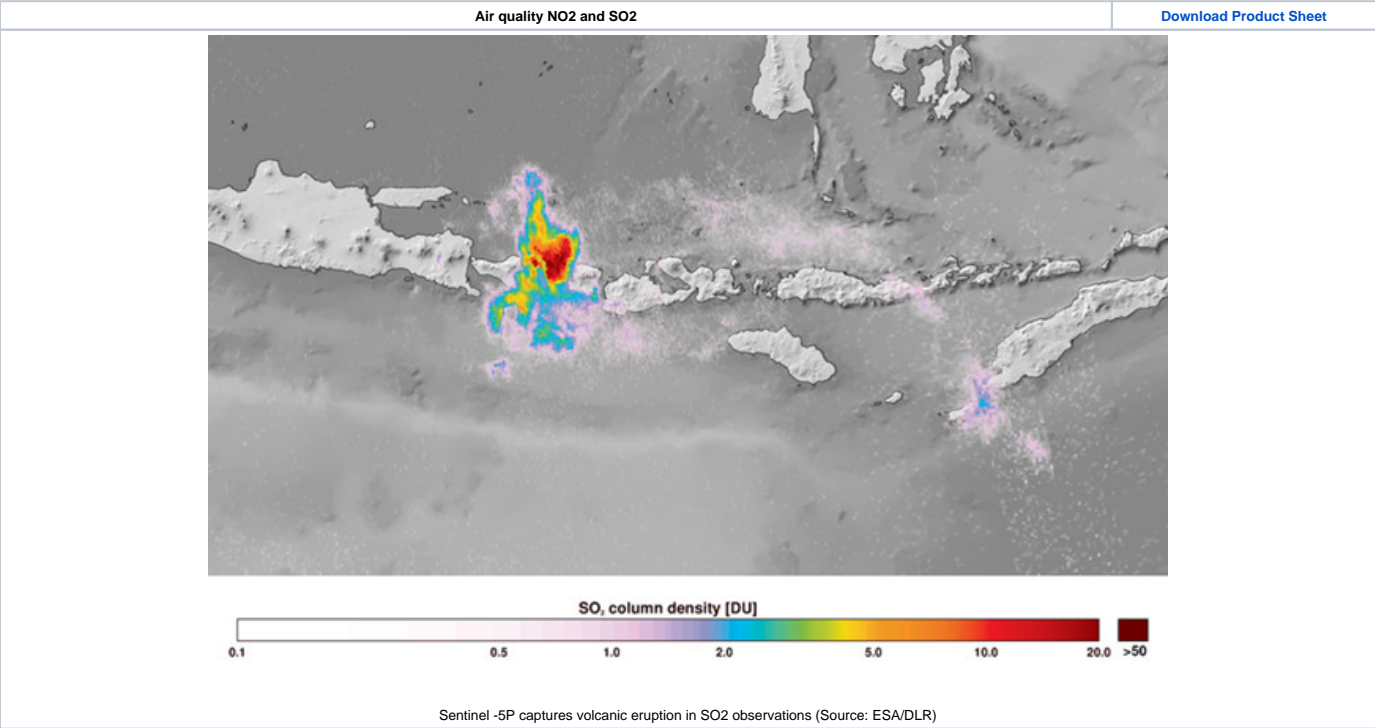 Air quality NO2 and SO2
Download Product Sheet
SO, column density [DU]
0.1 0.5 1.0 2.0 5.0 10.0 20.0 >50
Sentinel -5P captures volcanic eruption in SO2 observations (Source: ESA/DLR)